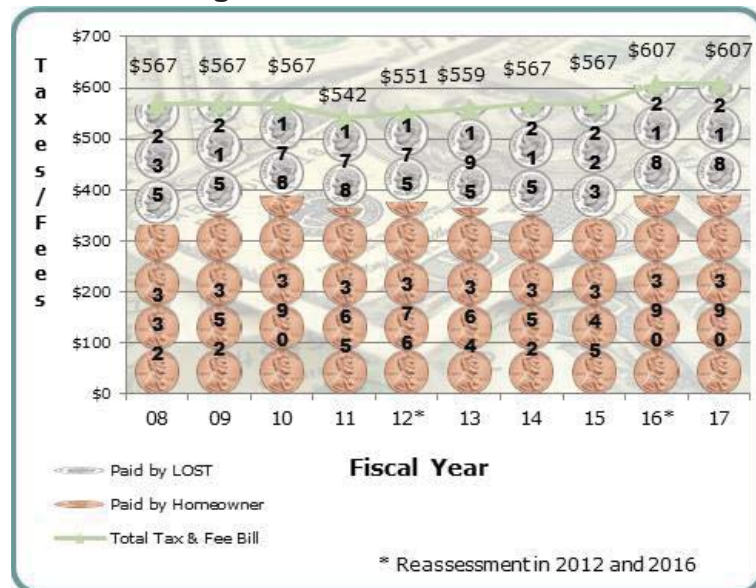 $700
$600
$500
$400
$300
$200
$100
$0
Taxes/Fees
$567 $567 $567 $542 $551 $559 $567 $567 $607 $607
2 2 1 1 1 1 2 2 2 2
3 1 7 7 7 9 1 2 1 1
5 5 6 8 5 5 5 3 8 8
3 3 3 3 3 3 3 3 3 3
3 5 9 6 7 6 5 4 9 9
2 2 0 5 6 4 2 5 0 0
08 09 10 11 12* 13 14 15 16* 17
Fiscal Year
Paid by LOST
Paid by Homeowner
Total Tax & Fee Bill
* Reassessment in 2012 and 2016